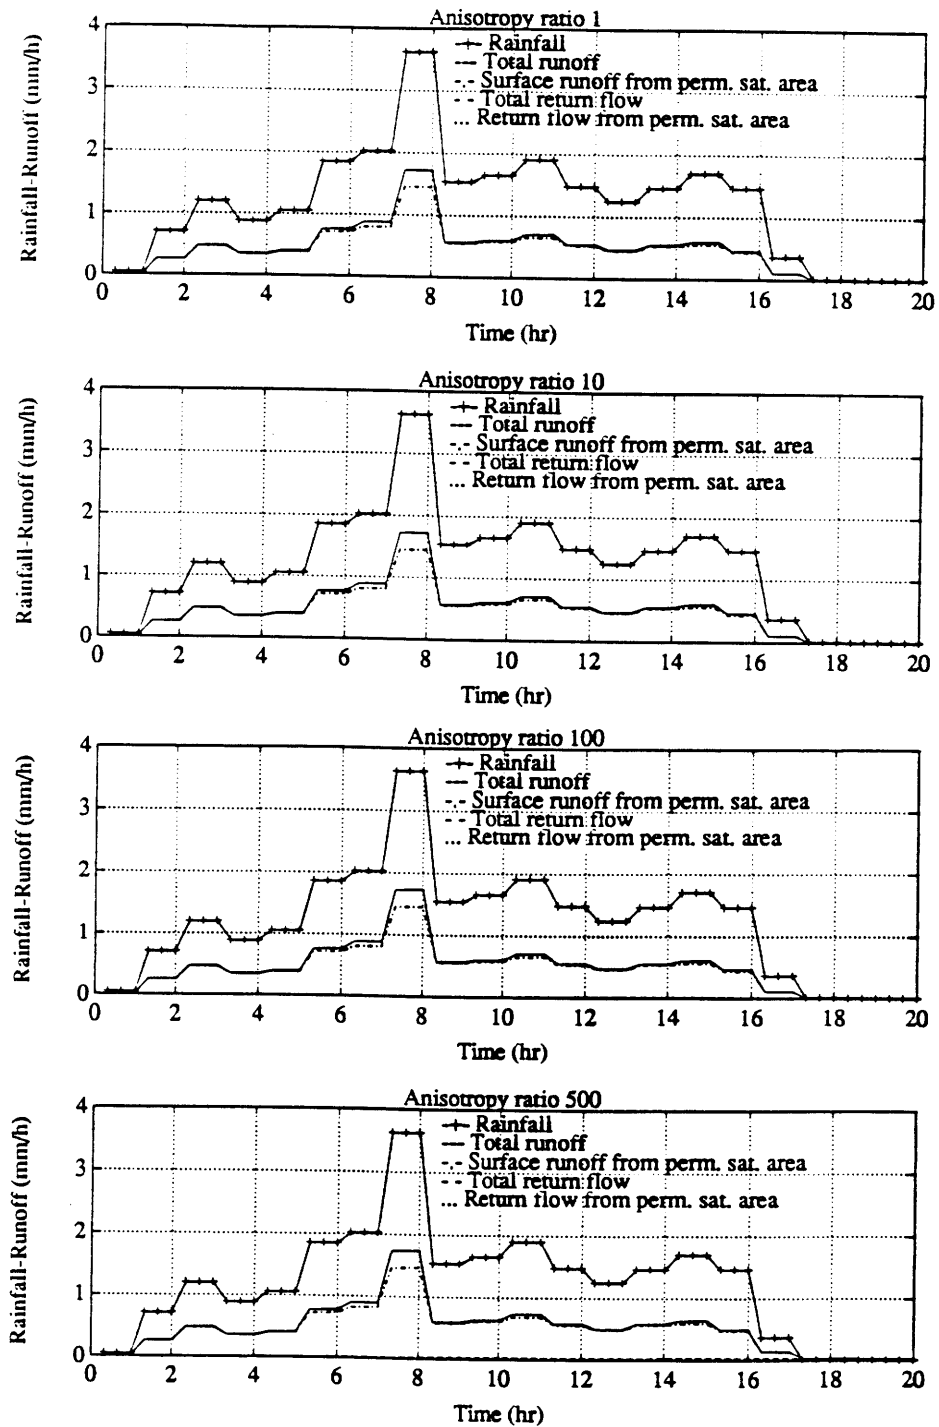 Anisotropy ratio 1
Rainfall-Runoff (mm/h)
4
3
2
1
0
Rainfall
Total runoff
Surface runoff from perm. sat. area
Total return flow
... Return flow from perm. sat. area
0 2 4 6 8 10 12 14 16 18 20
Time (hr)
Anisotropy ratio 10
Rainfall-Runoff (mm/h)
4
3
2
1
0
Rainfall
Total runoff
Surface runoff from perm. sat. area
Total return flow
... Return flow from perm. sat. area
0 2 4 6 8 10 12 14 16 18 20
Time (hr)
Anisotropy ratio 100
Rainfall-Runoff (mm/h)
4
3
2
1
0
Rainfall
Total runoff
Surface runoff from perm. sat. area
Total return flow
... Return flow from perm. sat. area
0 2 4 6 8 10 12 14 16 18 20
Time (hr)
Anisotropy ratio 500
Rainfall-Runoff (mm/h)
4
3
2
1
0
Rainfall
Total runoff
Surface runoff from perm. sat. area
Total return flow
... Return flow from perm. sat. area
0 2 4 6 8 10 12 14 16 18 20
Time (hr)